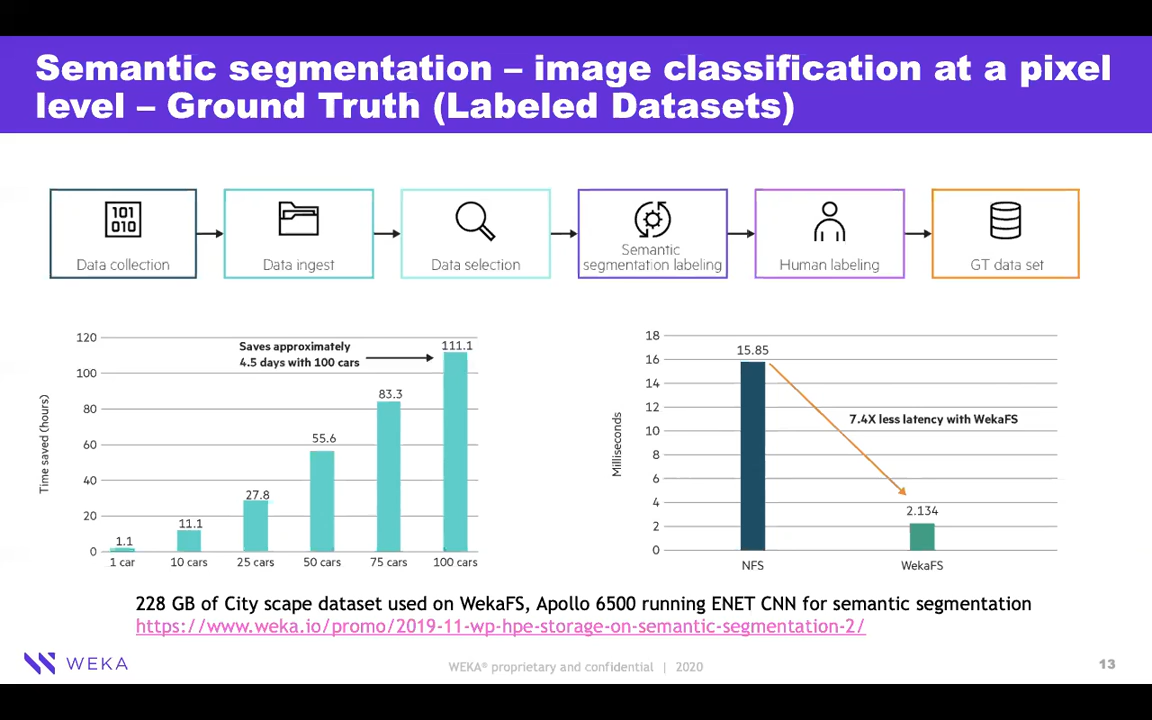 Semantic segmentation – image classification at a pixel
level – Ground Truth (Labeled Datasets)
101
010
Data collection
Data ingest
Data selection
Semantic
segmentation labeling
Human labeling
GT data set
Time saved (hours)
120
100
80
60
40
20
0
Saves approximately
4.5 days with 100 cars
1.1
11.1
27.8
55.6
83.3
111.1
1 car
10 cars
25 cars
50 cars
75 cars
100 cars
Milliseconds
18
16
14
12
10
8
6
4
2
0
15.85
7.4X less latency with WekaFS
2.134
NFS
WekaFS
228 GB of City scape dataset used on WekaFS, Apollo 6500 running ENET CNN for semantic segmentation
https://www.weka.io/promo/2019-11-wp-hpe-storage-on-semantic-segmentation-2/
WEKA
WEKA® proprietary and confidential | 2020
13